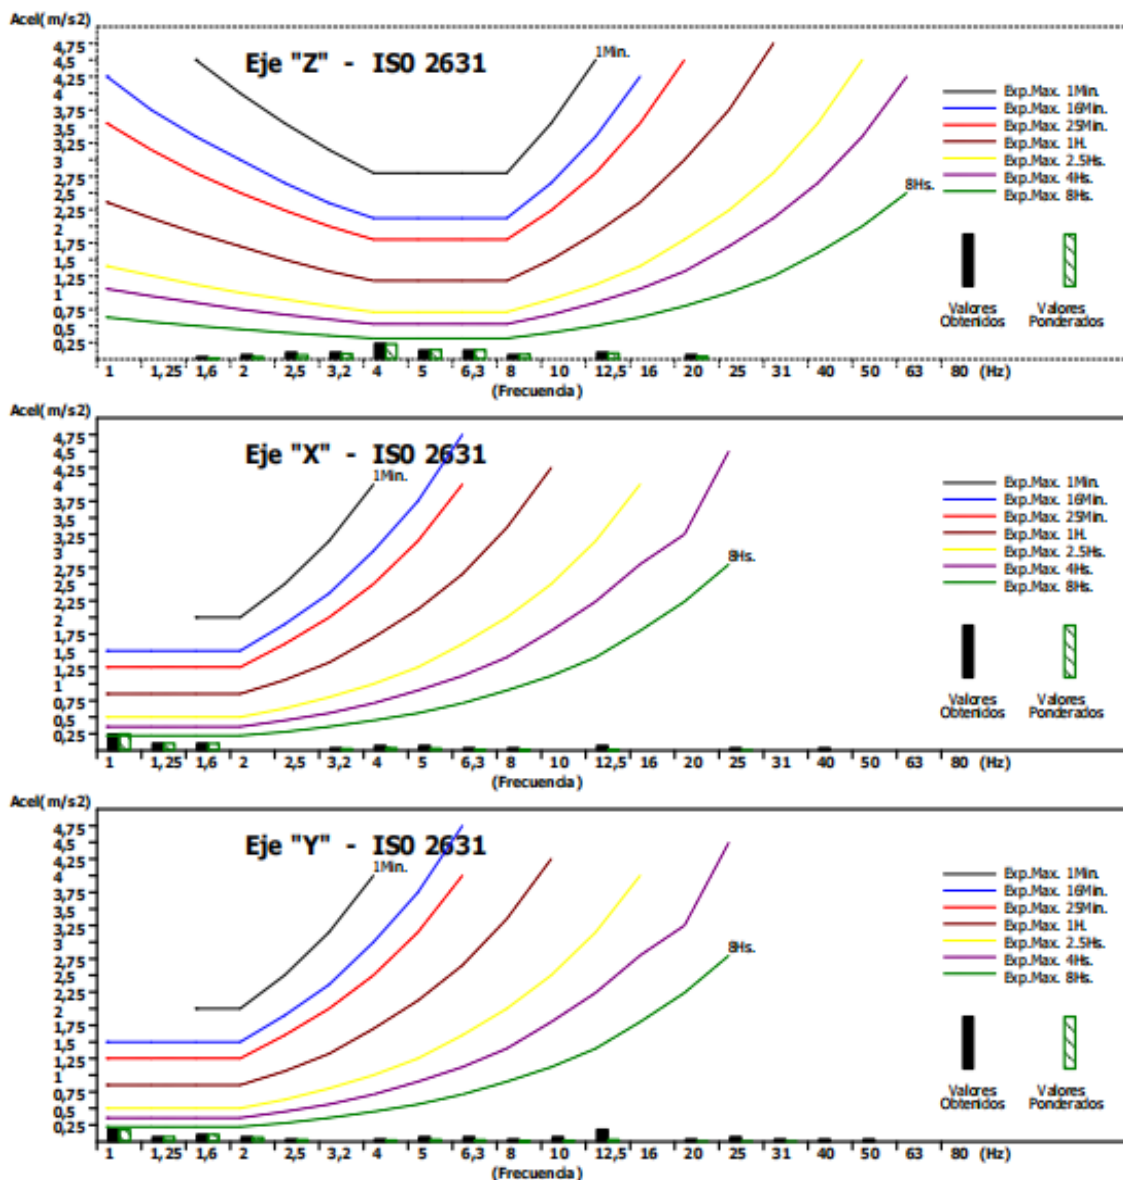 Acel(m/s2)
Eje "Z" - ISO 2631
4,75
4,5
4,25
4
3,75
3,5
3,25
3
2,75
2,5
2,25
2
1,75
1,5
1,25
1
0,75
0,5
0,25
1Min.
8Hs.
Exp.Max. 1Min.
Exp.Max. 16Min.
Exp.Max. 25Min.
Exp.Max. 1H.
Exp.Max. 2.5Hs.
Exp.Max. 4Hs.
Exp.Max. 8Hs.
Valores Valores
Obtenidos Ponderados
1 1,25 1,6 2 2,5 3,2 4 5 6,3 8 10 12,5 16 20 25 31 40 50 63 80 (Hz)
(Frecuencia)
Acel(m/s2)
Eje "X" - ISO 2631
4,75
4,5
4,25
4
3,75
3,5
3,25
3
2,75
2,5
2,25
2
1,75
1,5
1,25
1
0,75
0,5
0,25
1Min.
8Hs.
Exp.Max. 1Min.
Exp.Max. 16Min.
Exp.Max. 25Min.
Exp.Max. 1H.
Exp.Max. 2.5Hs.
Exp.Max. 4Hs.
Exp.Max. 8Hs.
Valores Valores
Obtenidos Ponderados
1 1,25 1,6 2 2,5 3,2 4 5 6,3 8 10 12,5 16 20 25 31 40 50 63 80 (Hz)
(Frecuencia)
Acel(m/s2)
Eje "Y" - ISO 2631
4,75
4,5
4,25
4
3,75
3,5
3,25
3
2,75
2,5
2,25
2
1,75
1,5
1,25
1
0,75
0,5
0,25
1Min.
8Hs.
Exp.Max. 1Min.
Exp.Max. 16Min.
Exp.Max. 25Min.
Exp.Max. 1H.
Exp.Max. 2.5Hs.
Exp.Max. 4Hs.
Exp.Max. 8Hs.
Valores Valores
Obtenidos Ponderados
1 1,25 1,6 2 2,5 3,2 4 5 6,3 8 10 12,5 16 20 25 31 40 50 63 80 (Hz)
(Frecuencia)